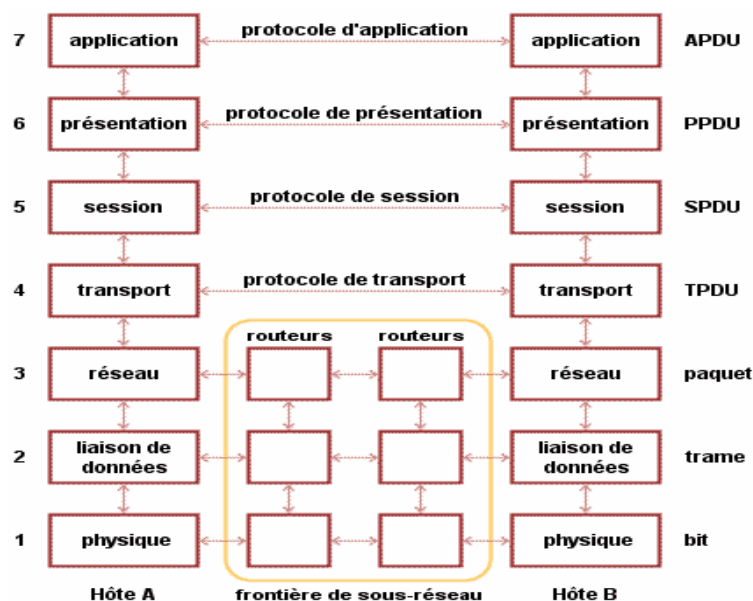 7 application protocole d'application application APDU
6 présentation protocole de présentation présentation PPDU
5 session protocole de session session SPDU
4 transport protocole de transport transport TPDU
routeurs routeurs
3 réseau réseau paquet
2 liaison de données liaison de données trame
1 physique physique bit
Hôte A frontière de sous-réseau Hôte B